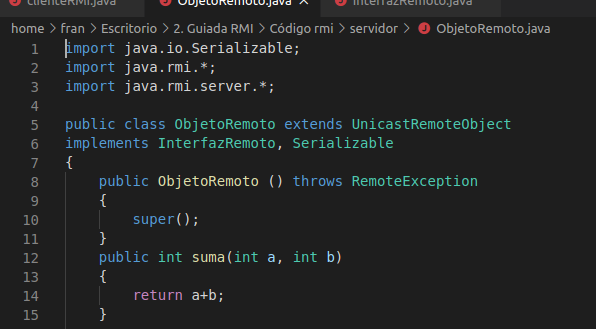 clienteRMI.java ObjetoRemoto.java InterfazRemoto.java
home > fran > Escritorio > 2. Guiada RMI > Código rmi > servidor > J ObjetoRemoto.java
1 import java.io.Serializable;
2 import java.rmi.*;
3 import java.rmi.server.*;
4
5 public class ObjetoRemoto extends UnicastRemoteObject
6 implements InterfazRemoto, Serializable
7 {
8 public ObjetoRemoto () throws RemoteException
9 {
10 super();
11 }
12 public int suma(int a, int b)
13 {
14 return a+b;
15 }